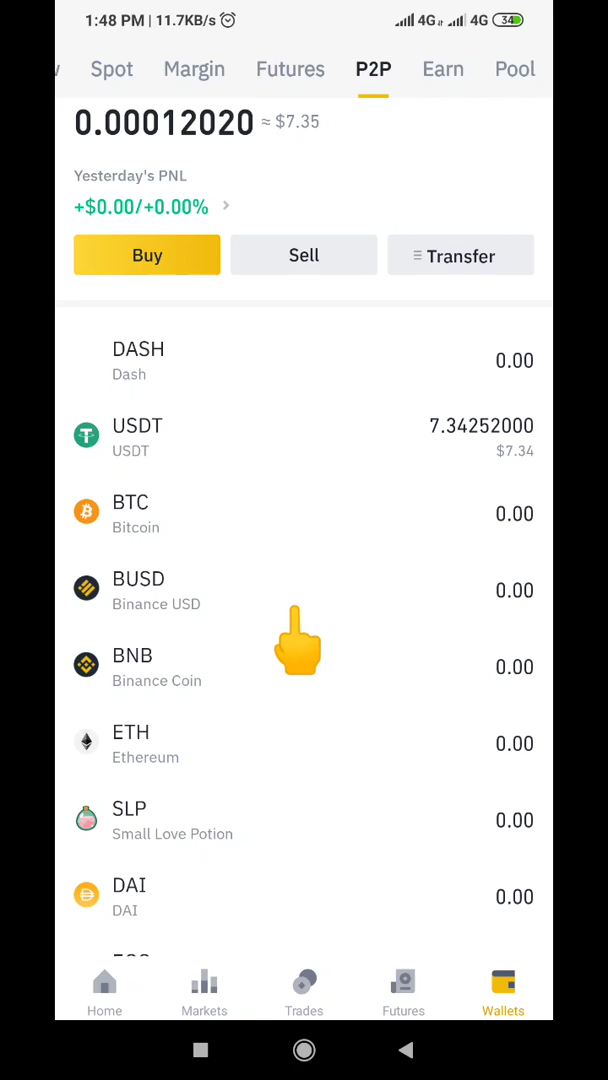 1:48 PM | 11.7KB/s 4G 4G 34
Spot Margin Futures P2P Earn Pool
0.00012020 ≈ $7.35
Yesterday's PNL
+$0.00/+0.00% >
Buy Sell Transfer
DASH
Dash
0.00
USDT
USDT
7.34252000
$7.34
BTC
Bitcoin
0.00
BUSD
Binance USD
0.00
BNB
Binance Coin
0.00
ETH
Ethereum
0.00
SLP
Small Love Potion
0.00
DAI
DAI
0.00
Home Markets Trades Futures Wallets